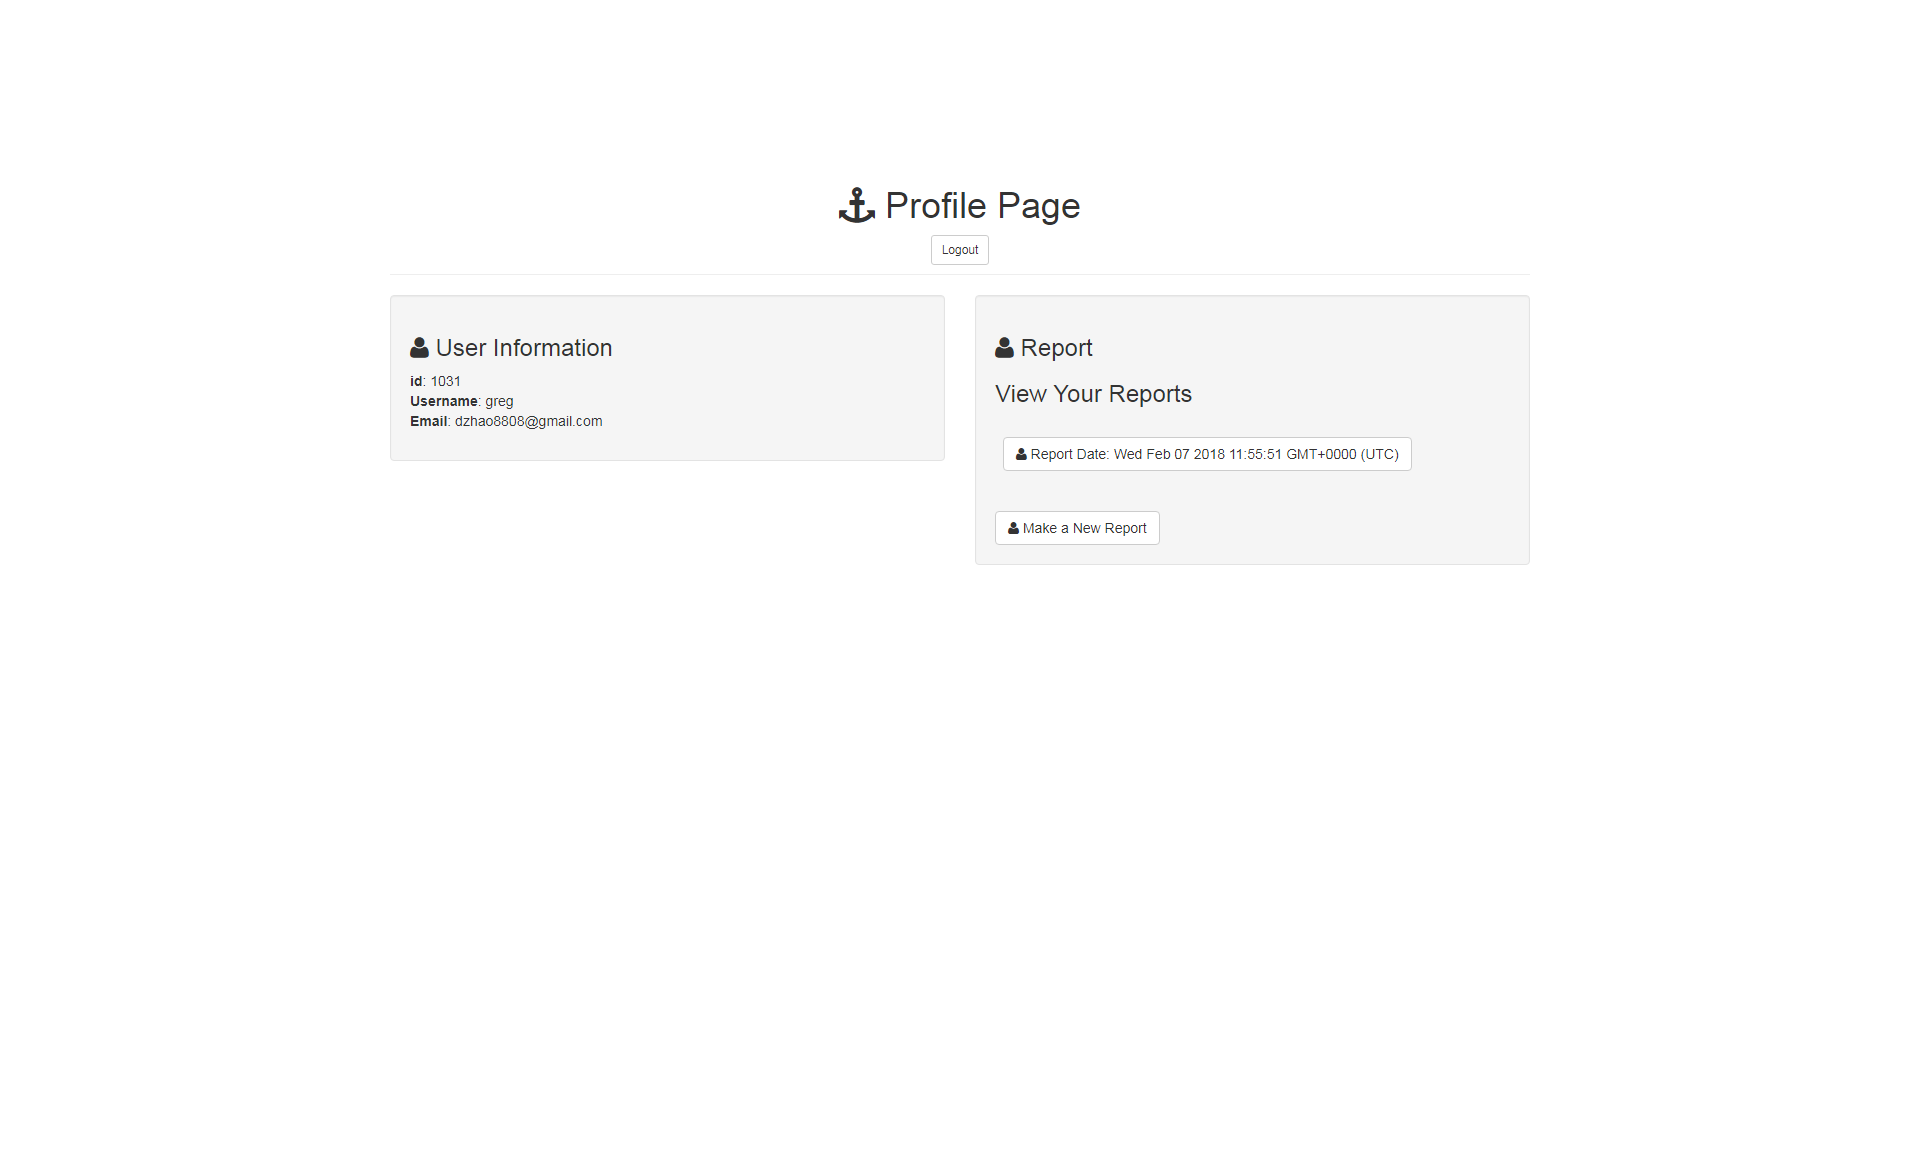 Profile Page
Logout
User Information
id: 1031
Username: greg
Email: dzhao8808@gmail.com
Report
View Your Reports
Report Date: Wed Feb 07 2018 11:55:51 GMT+0000 (UTC)
Make a New Report